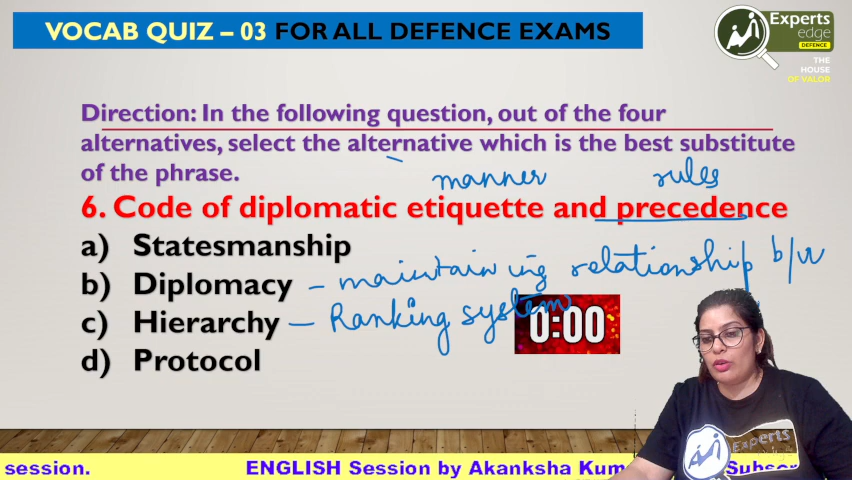 VOCAB QUIZ – 03 FOR ALL DEFENCE EXAMS
Experts
edge
DEFENCE
THE
HOUSE
OF VALOR
Direction: In the following question, out of the four
alternatives, select the alternative which is the best substitute
of the phrase.
manner rules
6. Code of diplomatic etiquette and precedence
a) Statesmanship
b) Diplomacy – maintaining relationship b/w
c) Hierarchy – Ranking system
0:00
d) Protocol
Experts
session. ENGLISH Session by Akanksha Kum